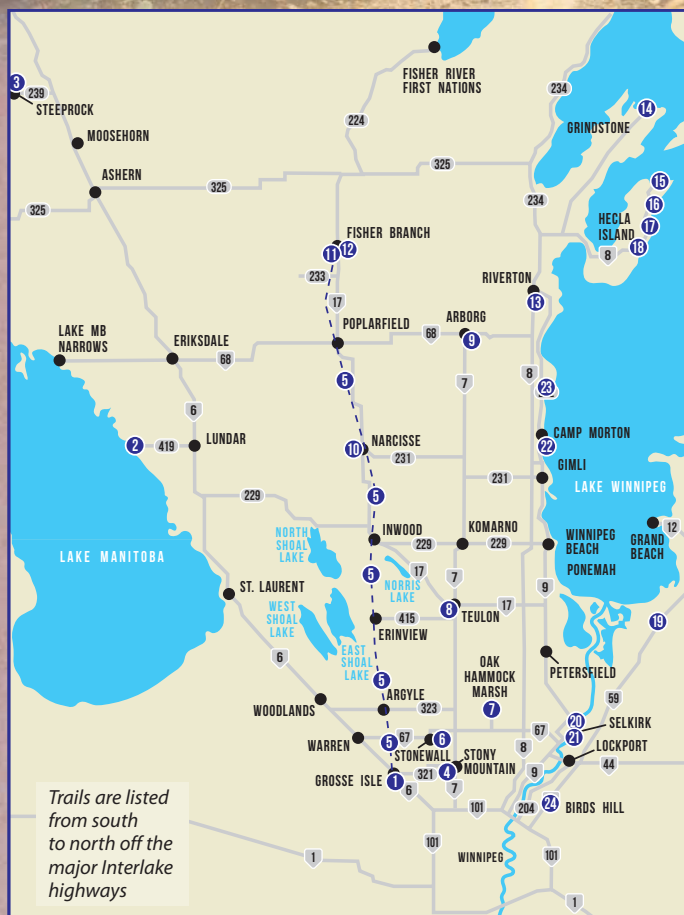 FISHER RIVER
FIRST NATIONS
234
3
239
STEEPROCK
14
GRINDSTONE
224
MOOSEHORN
325
15
ASHERN
325
234
16
325
HECLA
ISLAND
17
18
8
FISHER BRANCH
11
12
233
RIVERTON
13
17
ARBORG
9
POPLARFIELD
68
LAKE MB
NARROWS
ERIKSDALE
68
8
5
7
23
6
2
419
LUNDAR
10
NARCISSE
231
CAMP MORTON
22
231
GIMLI
LAKE WINNIPEG
229
5
INWOOD
KOMARNO
229
229
WINNIPEG
BEACH
PONEMAH
GRAND
BEACH
12
NORTH
SHOAL
LAKE
LAKE MANITOBA
5
17
NORRIS
LAKE
7
9
ST. LAURENT
WEST
SHOAL
LAKE
8
TEULON
17
415
ERINVIEW
19
EAST
SHOAL
LAKE
6
5
OAK
HAMMOCK
MARSH
7
PETERSFIELD
59
ARGYLE
323
WOODLANDS
WARREN
5
67
6
STONEWALL
67
20
SELKIRK
21
8
LOCKPORT
GROSSE ISLE
1
321
4
STONY
MOUNTAIN
9
44
6
7
101
204
24
BIRDS HILL
Trails are listed
from south
to north off the
major Interlake
highways
1
101
WINNIPEG
101
1